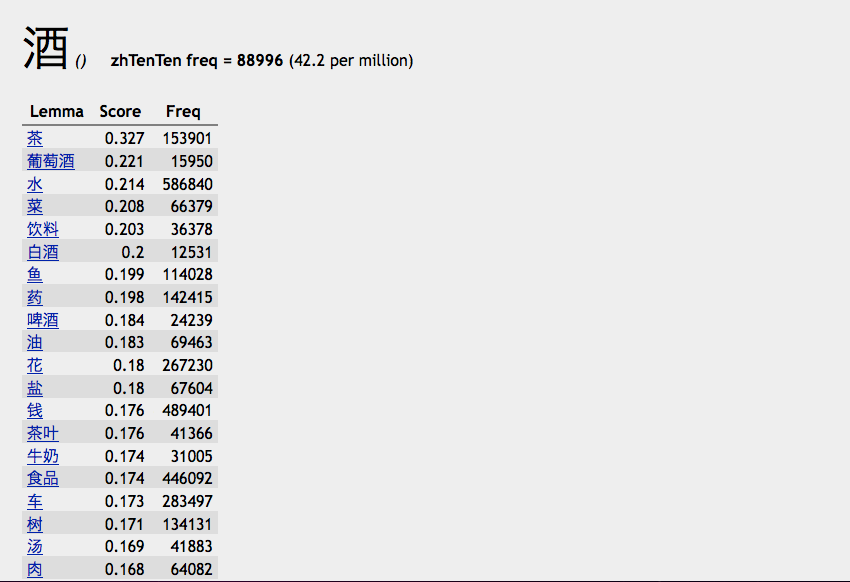 酒 () zhTenTen freq = 88996 (42.2 per million)
Lemma Score Freq
茶 0.327 153901
葡萄酒 0.221 15950
水 0.214 586840
菜 0.208 66379
饮料 0.203 36378
白酒 0.2 12531
鱼 0.199 114028
药 0.198 142415
啤酒 0.184 24239
油 0.183 69463
花 0.18 267230
盐 0.18 67604
钱 0.176 489401
茶叶 0.176 41366
牛奶 0.174 31005
食品 0.174 446092
车 0.173 283497
树 0.171 134131
汤 0.169 41883
肉 0.168 64082